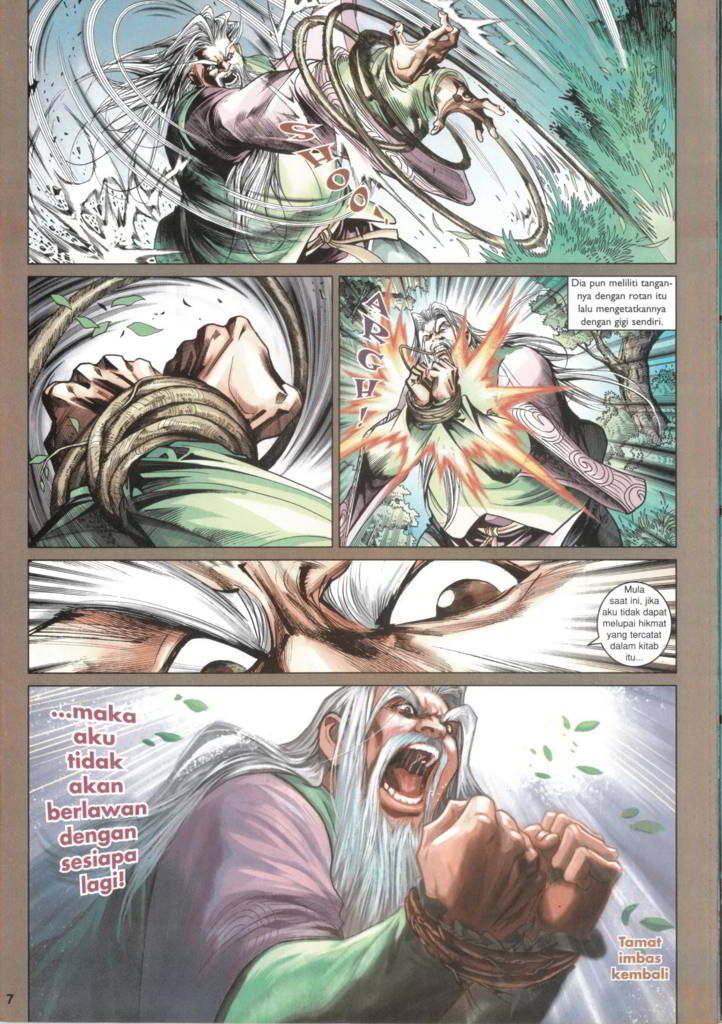 SHOOO!
Dia pun meliliti tangan-
nya dengan rotan itu
lalu mengetatkannya
dengan gigi sendiri.
ARGH!
Mula
saat ini, jika
aku tidak dapat
melupai hikmat
yang tercatat
dalam kitab
itu...
...maka
aku
tidak
akan
berlawan
dengan
sesiapa
lagi!
Tamat
imbas
kembali
7